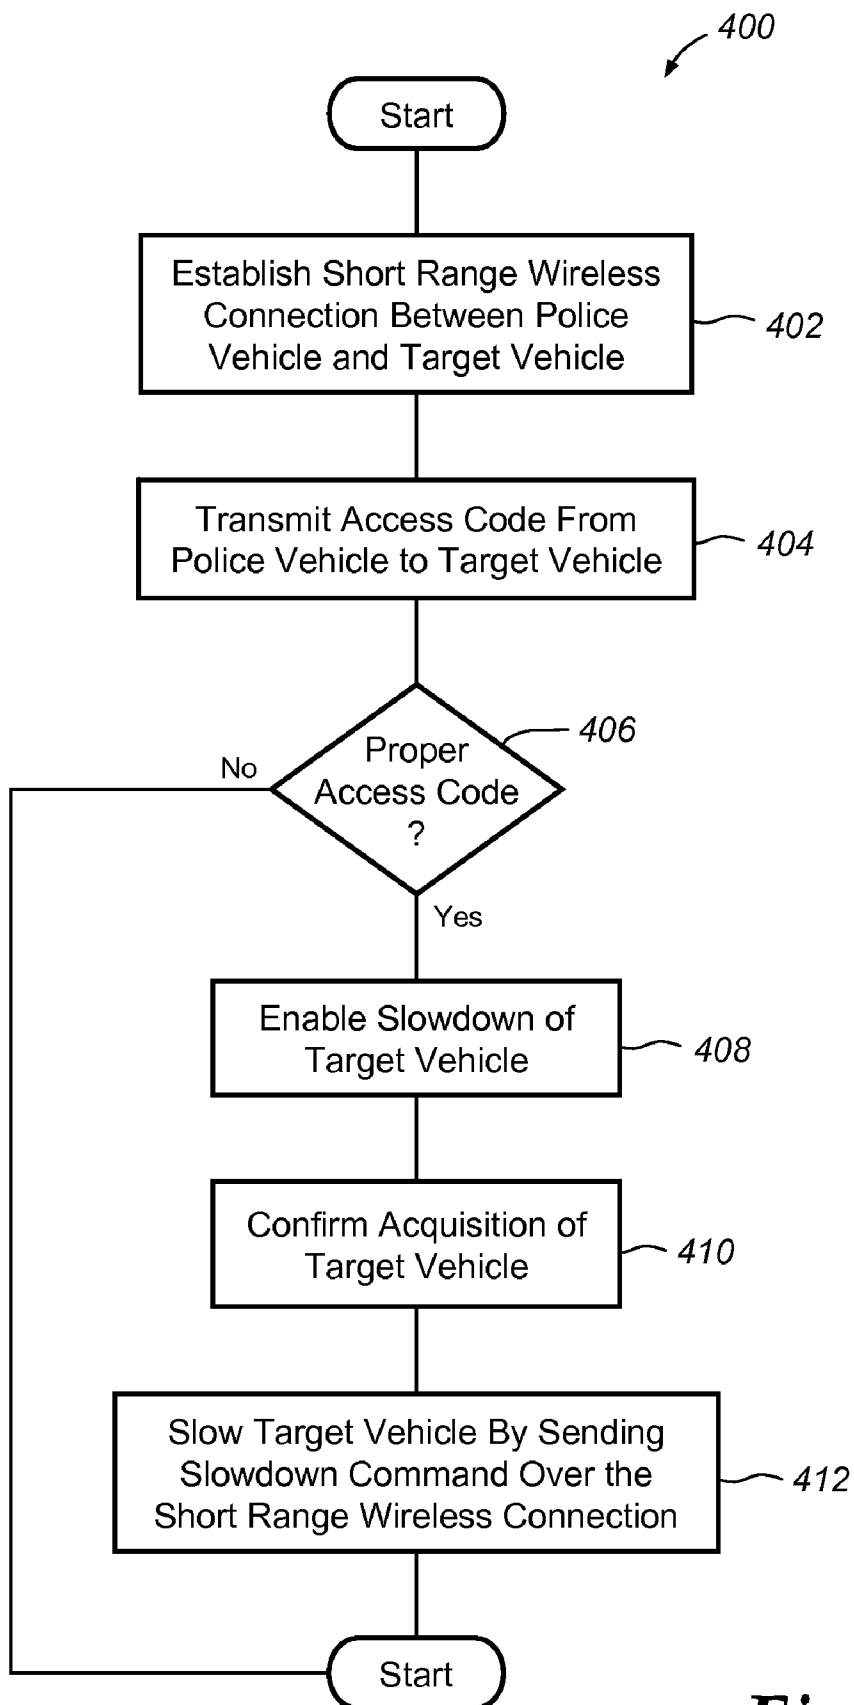 400
Start
Establish Short Range Wireless
Connection Between Police
Vehicle and Target Vehicle
402
Transmit Access Code From
Police Vehicle to Target Vehicle
404
Proper
Access Code
?
406
No
Yes
Enable Slowdown of
Target Vehicle
408
Confirm Acquisition of
Target Vehicle
410
Slow Target Vehicle By Sending
Slowdown Command Over the
Short Range Wireless Connection
412
Start